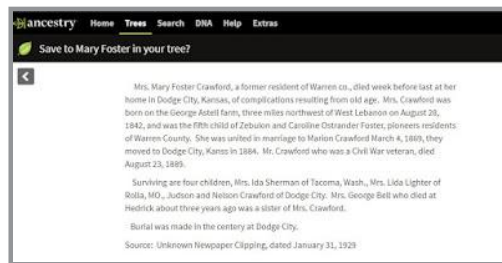 ancestry Home Trees Search DNA Help Extras
Save to Mary Foster in your tree?
Mrs. Mary Foster Crawford, a former resident of Warren co., died week before last at her
home in Dodge City, Kansas, of complications resulting from old age. Mrs. Crawford was
born on the George Astell farm, three miles northwest of West Lebanon on August 28,
1842, and was the fifth child of Zebulon and Caroline Ostrander Foster, pioneers residents
of Warren County. She was united in marriage to Marion Crawford March 4, 1869, they
moved to Dodge City, Kanss in 1884. Mr. Crawford who was a Civil War veteran, died
August 23, 1889.
Surviving are four children, Mrs. Ida Sherman of Tacoma, Wash., Mrs. Lida Lighter of
Rolla, MO., Judson and Nelson Crawford of Dodge City. Mrs. George Bell who died at
Hedrick about three years ago was a sister of Mrs. Crawford.
Burial was made in the centery at Dodge City.
Source: Unknown Newpaper Clipping, dated January 31, 1929